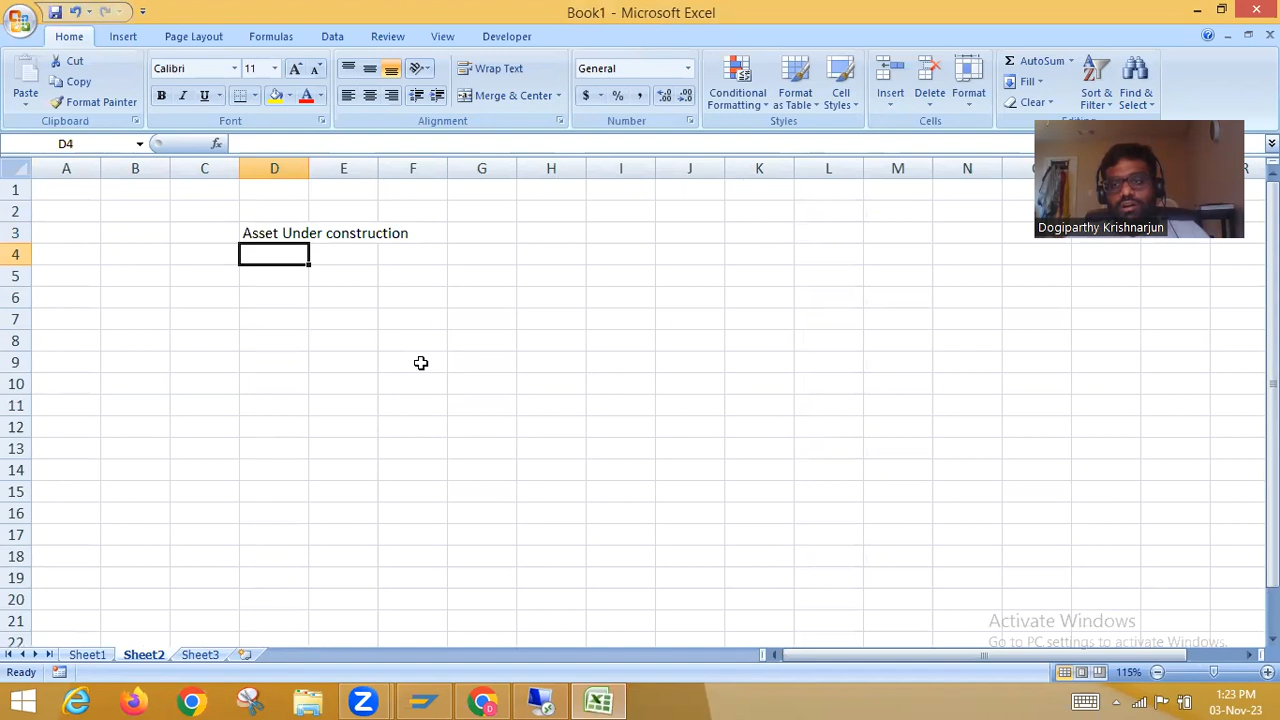 Book1 - Microsoft Excel
Home Insert Page Layout Formulas Data Review View Developer
Cut
Copy
Format Painter
Paste
Clipboard
Calibri 11
B I U
Font
Wrap Text
Merge & Center
Alignment
General
$ % ,
Number
Conditional Formatting
Format as Table
Cell Styles
Styles
Insert Delete Format
Cells
Σ AutoSum
Fill
Clear
Sort & Filter
Find & Select
Editing
D4
fx
A B C D E F G H I J K L M N R
1
2
3 Asset Under construction
4
5
6
7
8
9
10
11
12
13
14
15
16
17
18
19
20
21
22
Dogiparthy Krishnarjun
Activate Windows
Go to PC settings to activate Windows.
Sheet1 Sheet2 Sheet3
Ready
115%
1:23 PM
03-Nov-23